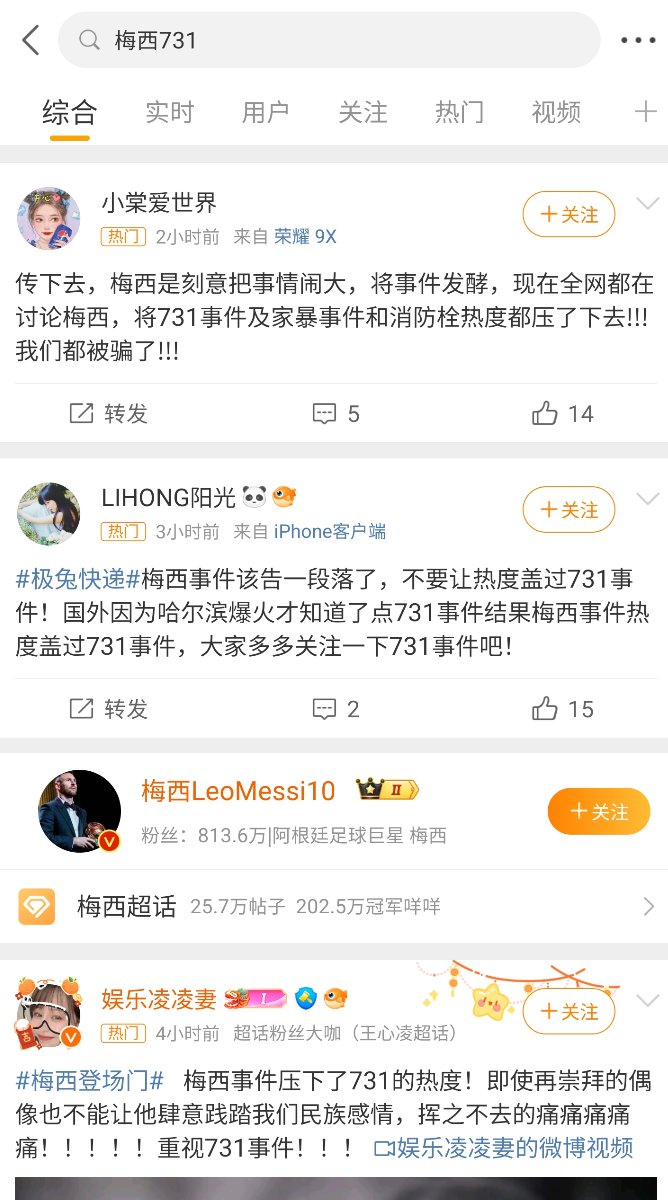 梅西731
综合 实时 用户 关注 热门 视频
小棠爱世界
+关注
热门 2小时前 来自 荣耀 9X
传下去，梅西是刻意把事情闹大，将事件发酵，现在全网都在
讨论梅西，将731事件及家暴事件和消防栓热度都压了下去!!!
我们都被骗了!!!
转发 5 14
LIHONG阳光
+关注
热门 3小时前 来自 iPhone客户端
#极兔快递#梅西事件该告一段落了，不要让热度盖过731事
件！国外因为哈尔滨爆火才知道了点731事件结果梅西事件热
度盖过731事件，大家多多关注一下731事件吧！
转发 2 15
梅西LeoMessi10 II
+关注
粉丝：813.6万|阿根廷足球巨星 梅西
梅西超话 25.7万帖子 202.5万冠军咩咩
娱乐凌凌妻 I
+关注
热门 4小时前 超话粉丝大咖（王心凌超话）
#梅西登场门# 梅西事件压下了731的热度！即使再崇拜的偶
像也不能让他肆意践踏我们民族感情，挥之不去的痛痛痛痛
痛！！！！！重视731事件！！！ 娱乐凌凌妻的微博视频